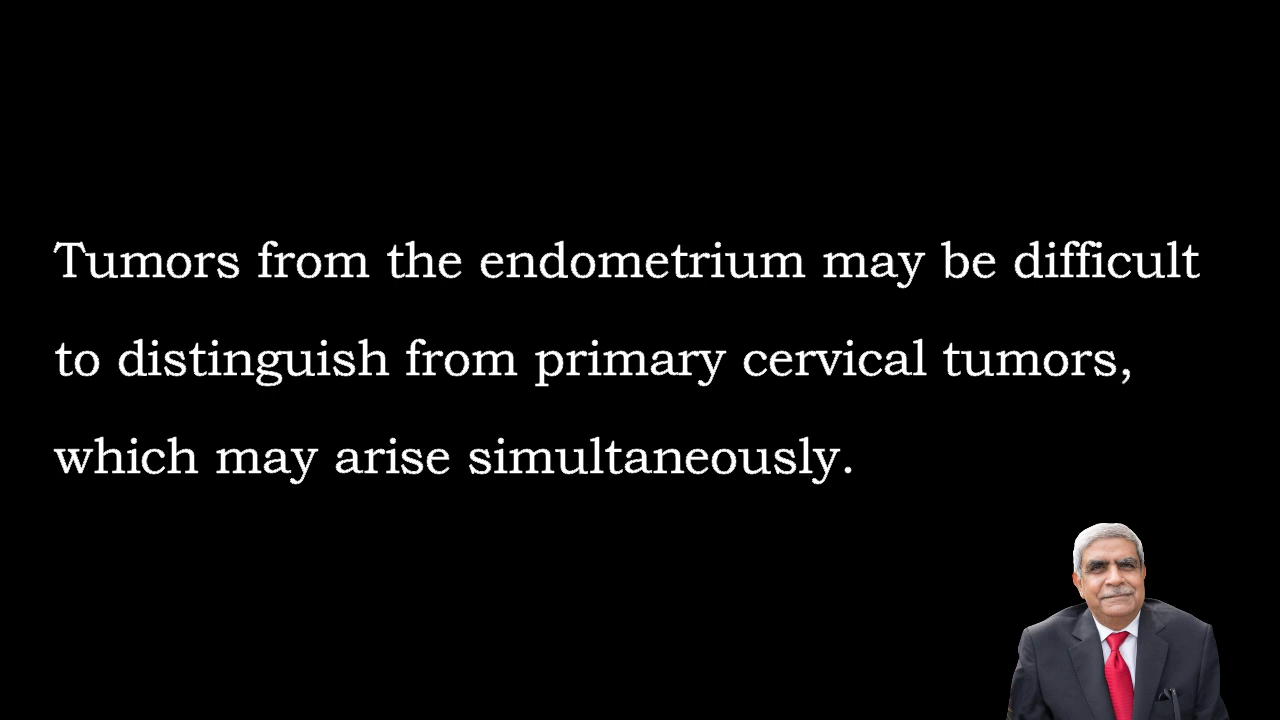 Tumors from the endometrium may be difficult
to distinguish from primary cervical tumors,
which may arise simultaneously.